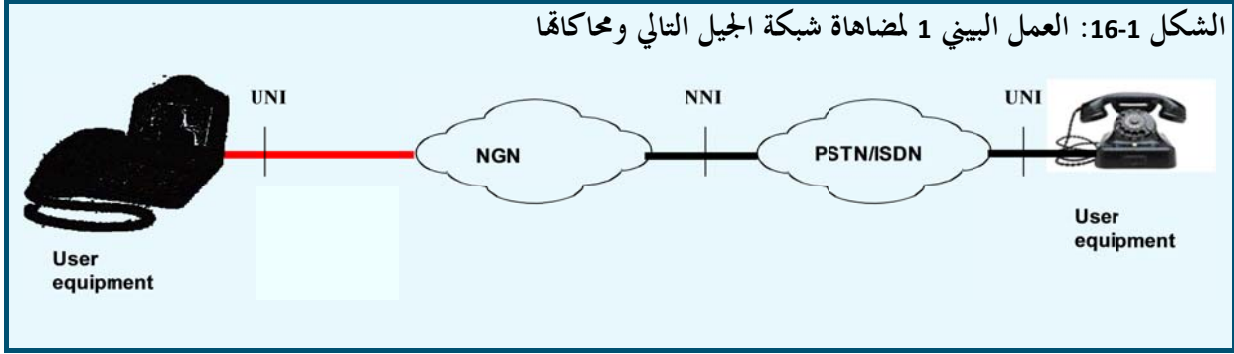 الشكل 1-16: العمل البيني 1 لمضاهاة شبكة الجيل التالي ومحاكاتها
UNI
NNI
UNI
NGN
PSTN/ISDN
User
equipment
User
equipment